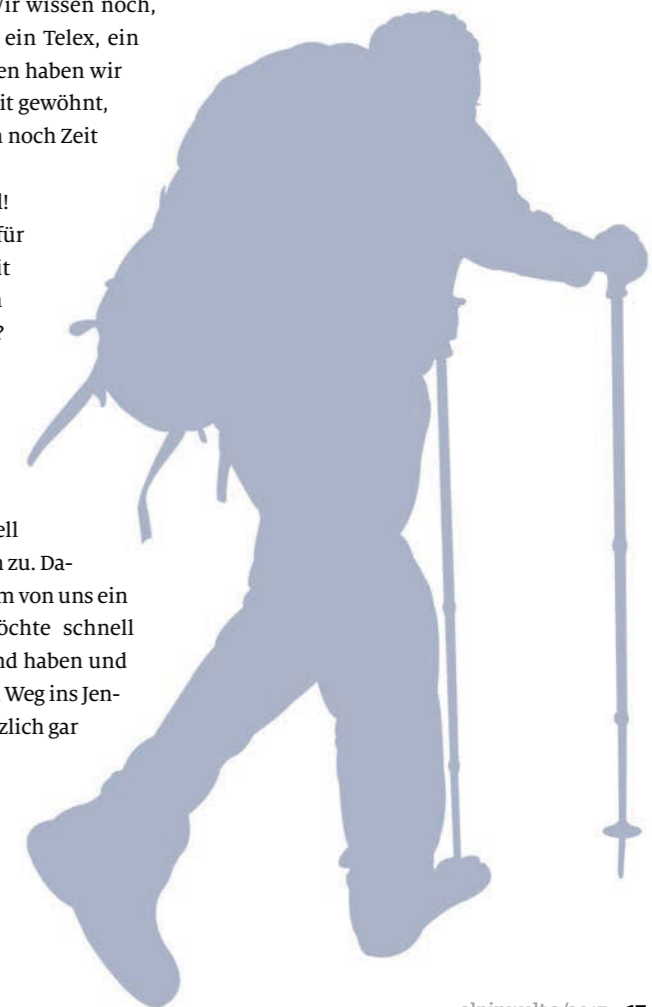 Wir wissen noch,
ein Telex, ein
en haben wir
it gewöhnt,
noch Zeit
!
für
it
?
ell
n zu. Da-
m von uns ein
öchte schnell
nd haben und
Weg ins Jen-
zlich gar